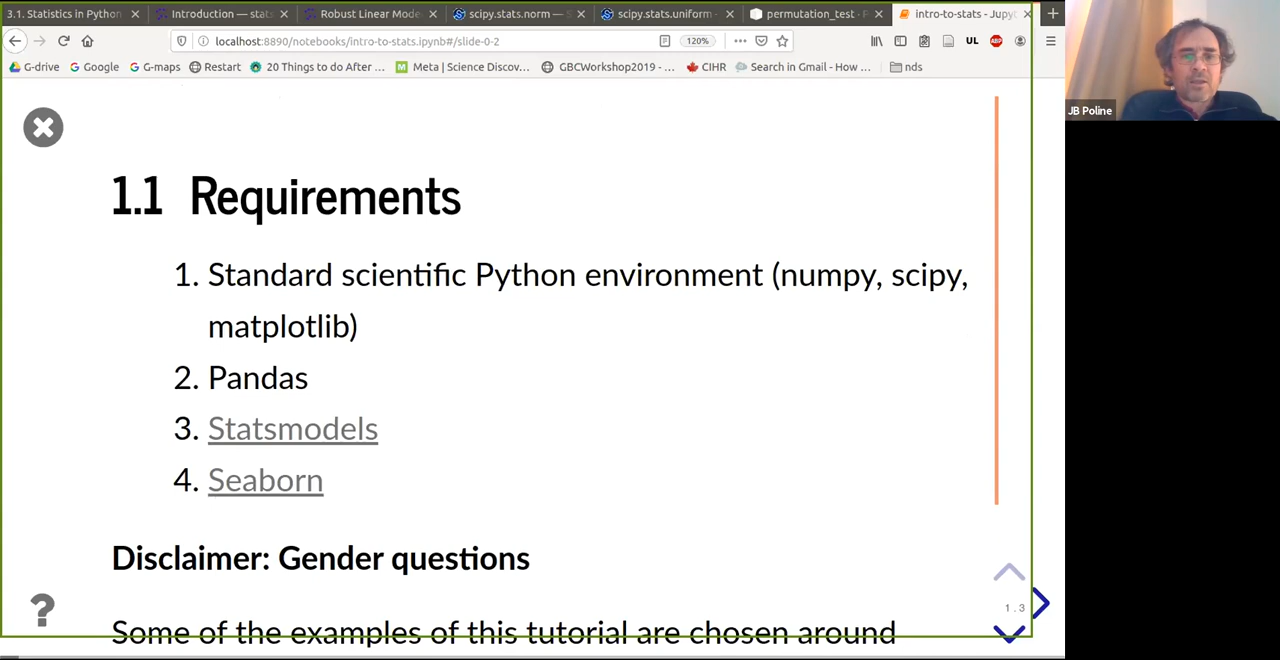 3.1. Statistics in Python
Introduction — stats
Robust Linear Mode
scipy.stats.norm — S
scipy.stats.uniform -
permutation_test · P
intro-to-stats - Jupy
localhost:8890/notebooks/intro-to-stats.ipynb#/slide-0-2
120%
UL
ABP
G-drive
Google
G-maps
Restart
20 Things to do After ...
M
Meta | Science Discov...
GBCWorkshop2019 - ...
CIHR
Search in Gmail - How ...
nds
JB Poline
1.1 Requirements
1. Standard scientific Python environment (numpy, scipy,
matplotlib)
2. Pandas
3. Statsmodels
4. Seaborn
Disclaimer: Gender questions
?
1.3
Some of the examples of this tutorial are chosen around